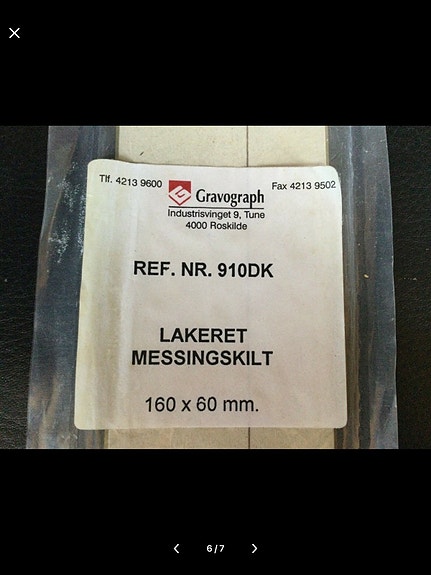 Tlf. 4213 9600
Gravograph
Fax 4213 9502
Industrisvinget 9, Tune
4000 Roskilde
REF. NR. 910DK
LAKERET
MESSINGSKILT
160 x 60 mm.
6/7